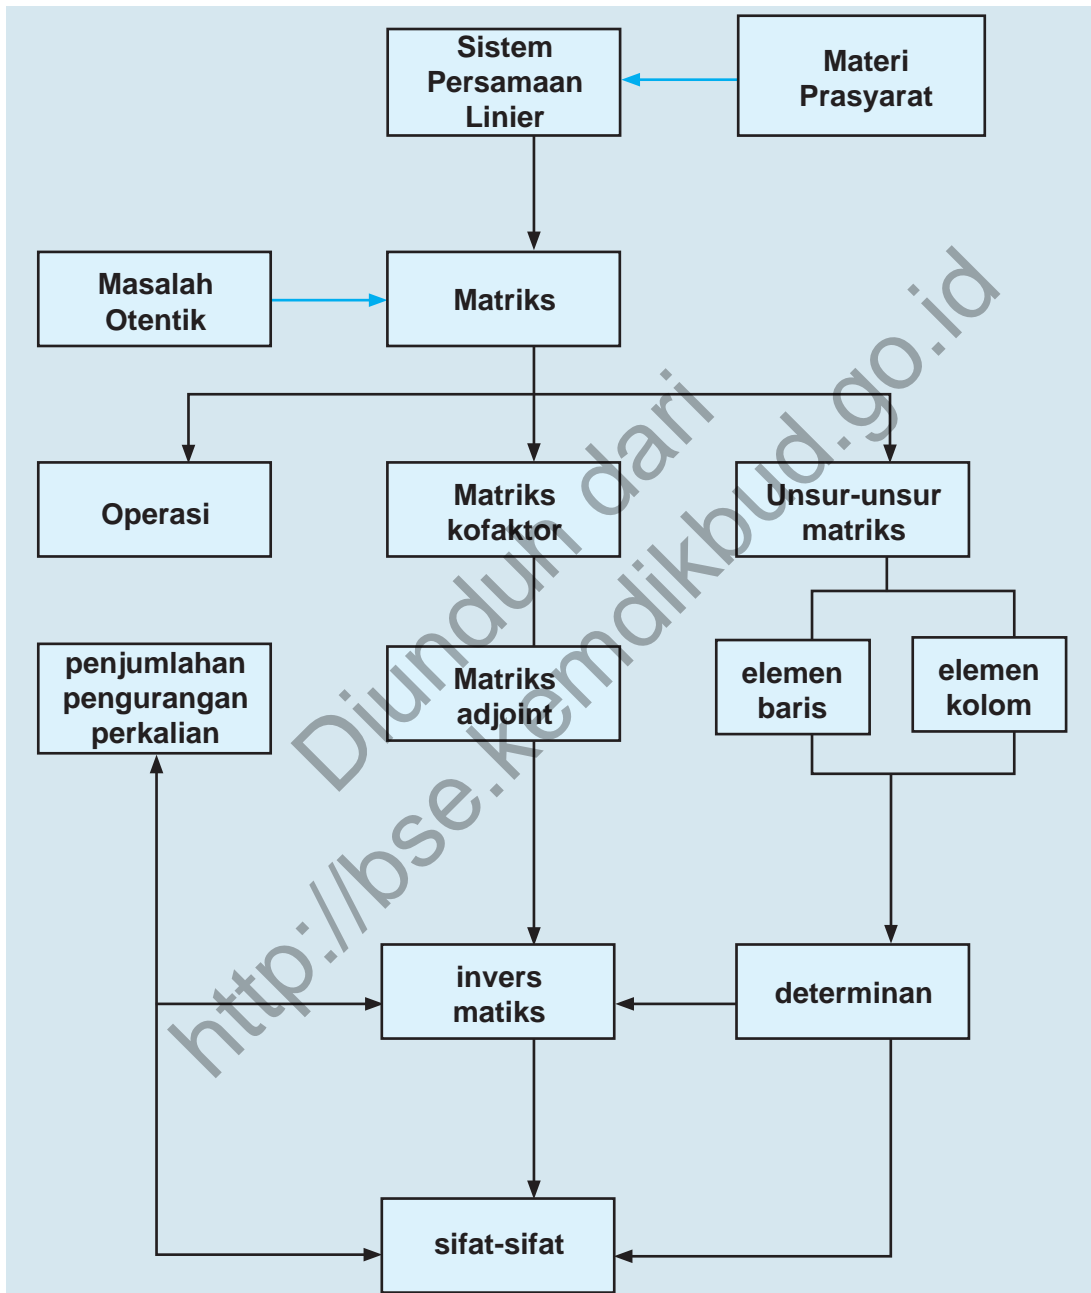 Sistem
Persamaan
Linier
Materi
Prasyarat
Masalah
Otentik
Matriks
Operasi
Matriks
kofaktor
Unsur-unsur
matriks
penjumlahan
pengurangan
perkalian
Matriks
adjoint
elemen
baris
elemen
kolom
invers
matiks
determinan
sifat-sifat
Diunduh dari
http://bse.kemdikbud.go.id